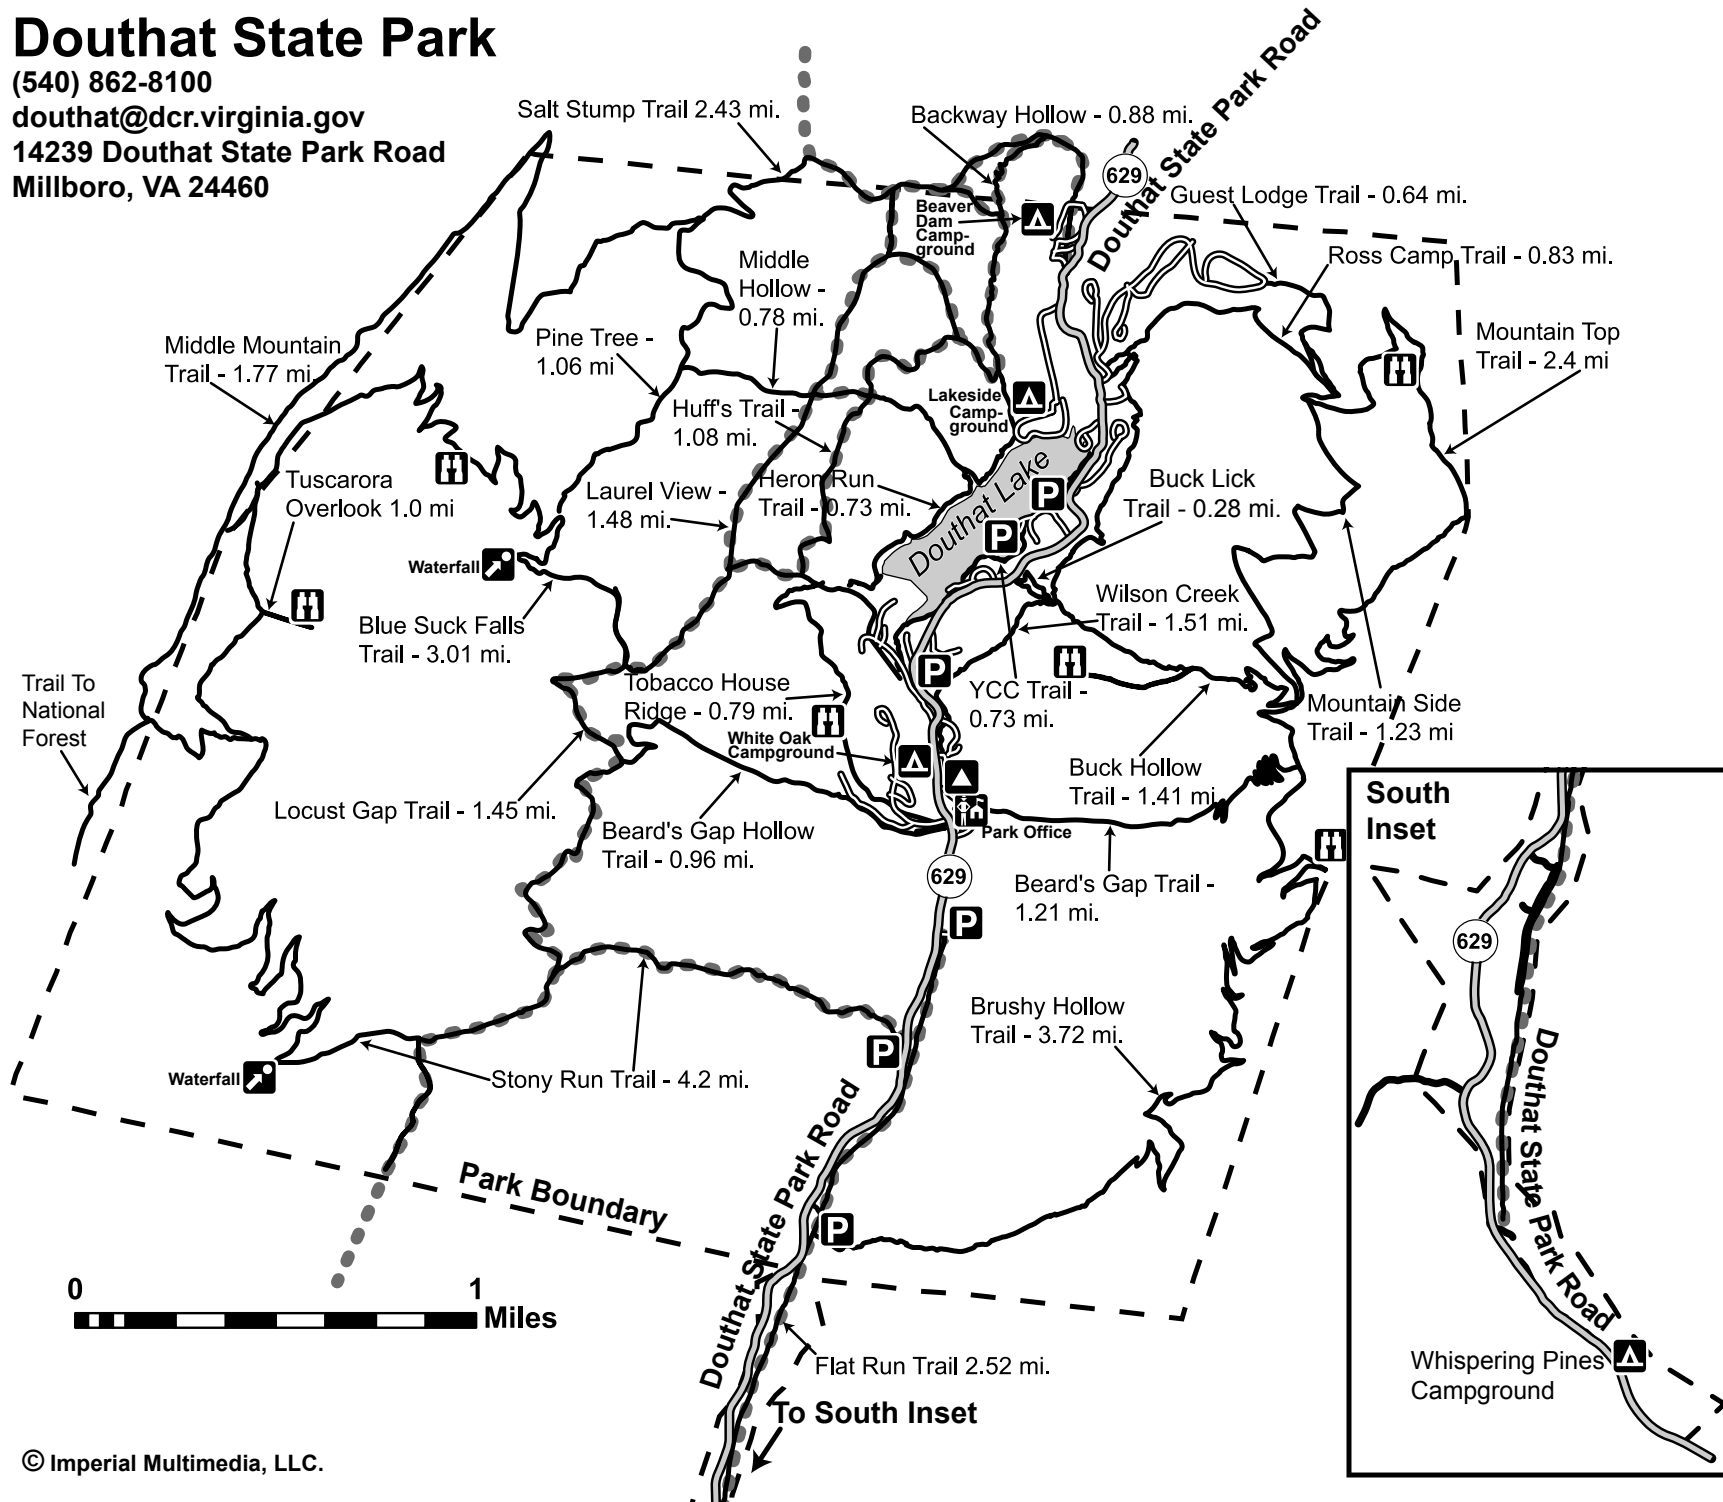 Douthat State Park
(540) 862-8100
douthat@dcr.virginia.gov
14239 Douthat State Park Road
Millboro, VA 24460
Salt Stump Trail 2.43 mi.
Backway Hollow - 0.88 mi.
Douthat State Park Road
629
Guest Lodge Trail - 0.64 mi.
Beaver
Dam
Camp-
ground
Ross Camp Trail - 0.83 mi.
Middle
Hollow -
0.78 mi.
Middle Mountain
Trail - 1.77 mi.
Pine Tree -
1.06 mi
Mountain Top
Trail - 2.4 mi
Lakeside
Camp-
ground
Huff's Trail -
1.08 mi.
Tuscarora
Overlook 1.0 mi
Laurel View -
1.48 mi.
Heron Run
Trail - 0.73 mi.
Douthat Lake
P
P
Buck Lick
Trail - 0.28 mi.
Waterfall
Blue Suck Falls
Trail - 3.01 mi.
Wilson Creek
Trail - 1.51 mi.
Trail To
National
Forest
Tobacco House
Ridge - 0.79 mi.
P
YCC Trail -
0.73 mi.
Mountain Side
Trail - 1.23 mi
White Oak
Campground
Buck Hollow
Trail - 1.41 mi.
Locust Gap Trail - 1.45 mi.
Beard's Gap Hollow
Trail - 0.96 mi.
Park Office
629
Beard's Gap Trail -
1.21 mi.
P
Brushy Hollow
Trail - 3.72 mi.
P
Waterfall
Stony Run Trail - 4.2 mi.
Park Boundary
Douthat State Park Road
P
0
1
Miles
Flat Run Trail 2.52 mi.
To South Inset
South
Inset
629
Douthat State Park Road
Whispering Pines
Campground
© Imperial Multimedia, LLC.